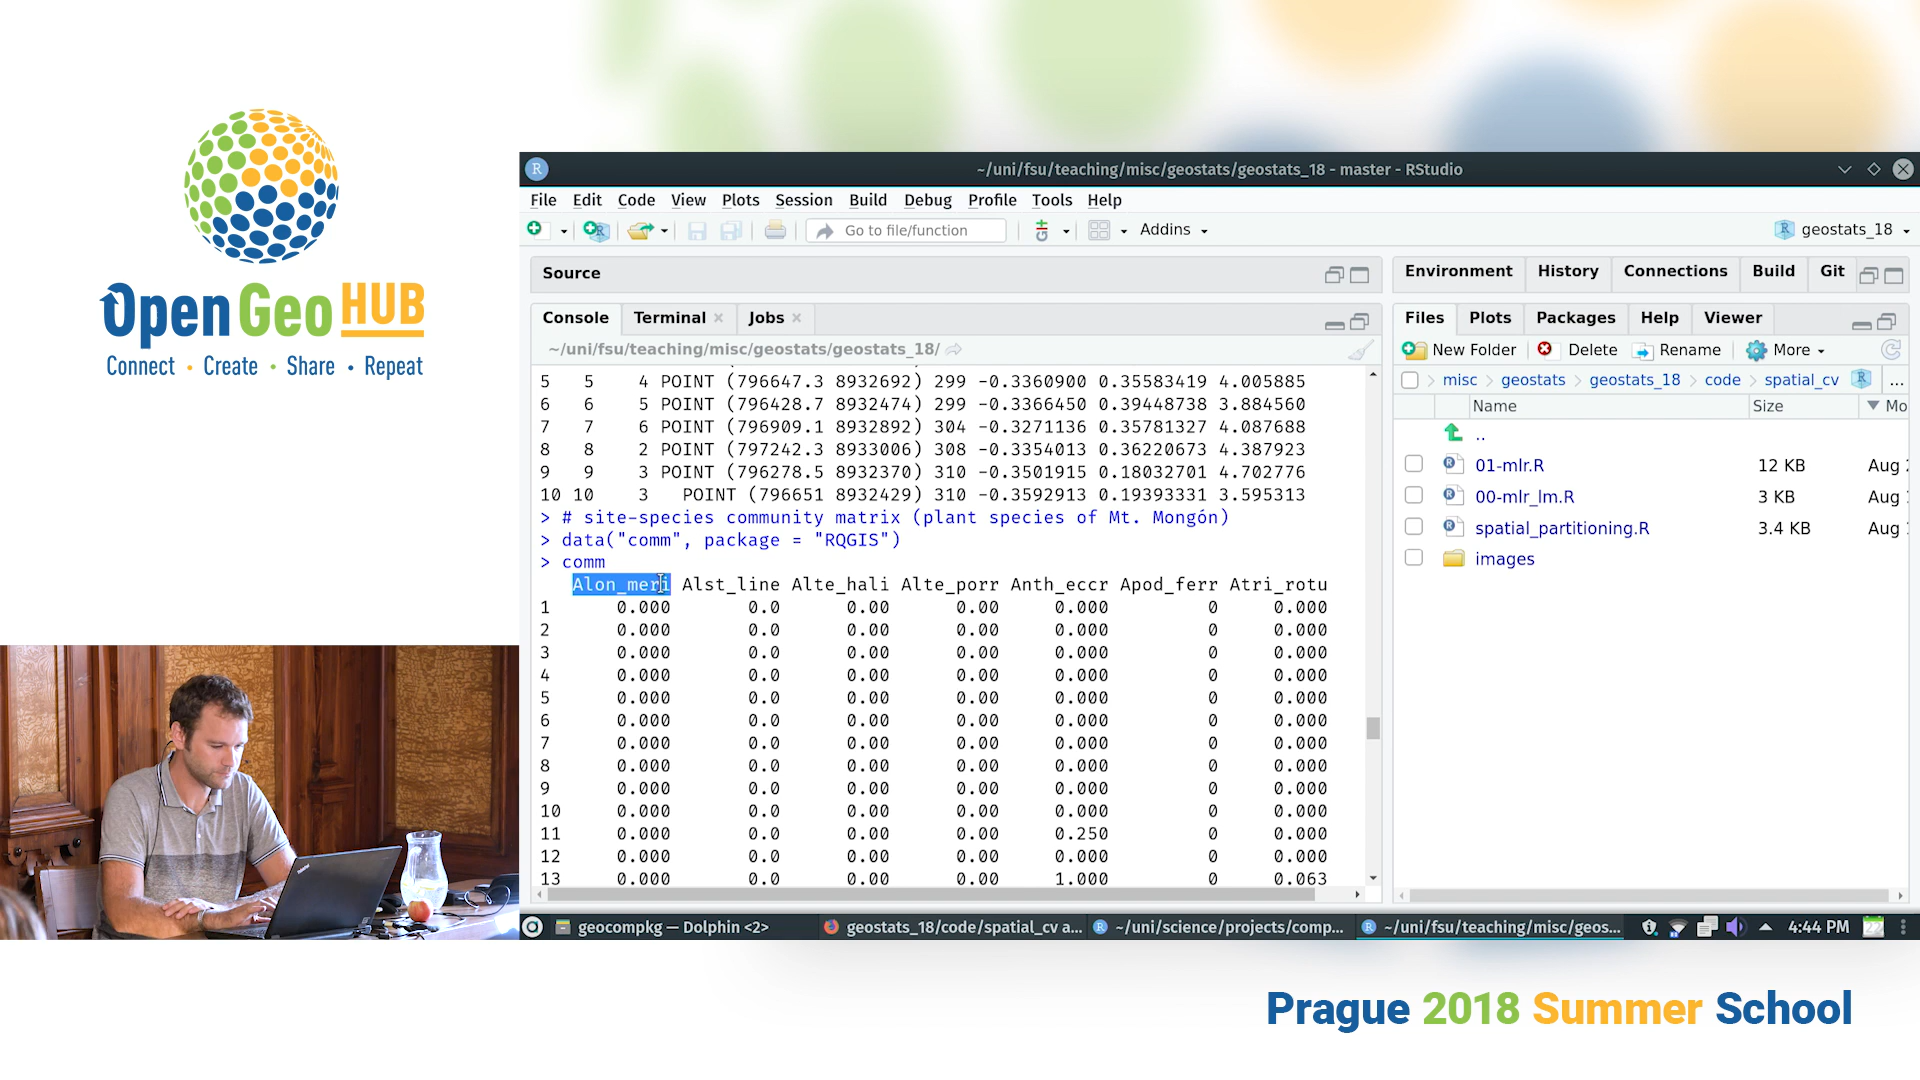 Open Geo HUB
Connect • Create • Share • Repeat
~/uni/fsu/teaching/misc/geostats/geostats_18 - master - RStudio
File Edit Code View Plots Session Build Debug Profile Tools Help
Go to file/function
Addins
geostats_18
Source
Environment History Connections Build Git
Console Terminal Jobs
Files Plots Packages Help Viewer
~/uni/fsu/teaching/misc/geostats/geostats_18/
New Folder Delete Rename More
misc geostats geostats_18 code spatial_cv ...
Name Size Mo
..
01-mlr.R 12 KB Aug
00-mlr_lm.R 3 KB Aug
spatial_partitioning.R 3.4 KB Aug
images
5 5 4 POINT (796647.3 8932692) 299 -0.3360900 0.35583419 4.005885
6 6 5 POINT (796428.7 8932474) 299 -0.3366450 0.39448738 3.884560
7 7 6 POINT (796909.1 8932892) 304 -0.3271136 0.35781327 4.087688
8 8 2 POINT (797242.3 8933006) 308 -0.3354013 0.36220673 4.387923
9 9 3 POINT (796278.5 8932370) 310 -0.3501915 0.18032701 4.702776
10 10 3 POINT (796651 8932429) 310 -0.3592913 0.19393331 3.595313
> # site-species community matrix (plant species of Mt. Mongón)
> data("comm", package = "RQGIS")
> comm
Alon_meri Alst_line Alte_hali Alte_porr Anth_eccr Apod_ferr Atri_rotu
1 0.000 0.0 0.00 0.00 0.000 0 0.000
2 0.000 0.0 0.00 0.00 0.000 0 0.000
3 0.000 0.0 0.00 0.00 0.000 0 0.000
4 0.000 0.0 0.00 0.00 0.000 0 0.000
5 0.000 0.0 0.00 0.00 0.000 0 0.000
6 0.000 0.0 0.00 0.00 0.000 0 0.000
7 0.000 0.0 0.00 0.00 0.000 0 0.000
8 0.000 0.0 0.00 0.00 0.000 0 0.000
9 0.000 0.0 0.00 0.00 0.000 0 0.000
10 0.000 0.0 0.00 0.00 0.000 0 0.000
11 0.000 0.0 0.00 0.00 0.250 0 0.000
12 0.000 0.0 0.00 0.00 0.000 0 0.000
13 0.000 0.0 0.00 0.00 1.000 0 0.063
geocompkg — Dolphin <2> geostats_18/code/spatial_cv a... ~/uni/science/projects/comp... ~/uni/fsu/teaching/misc/geos... 4:44 PM
Prague 2018 Summer School